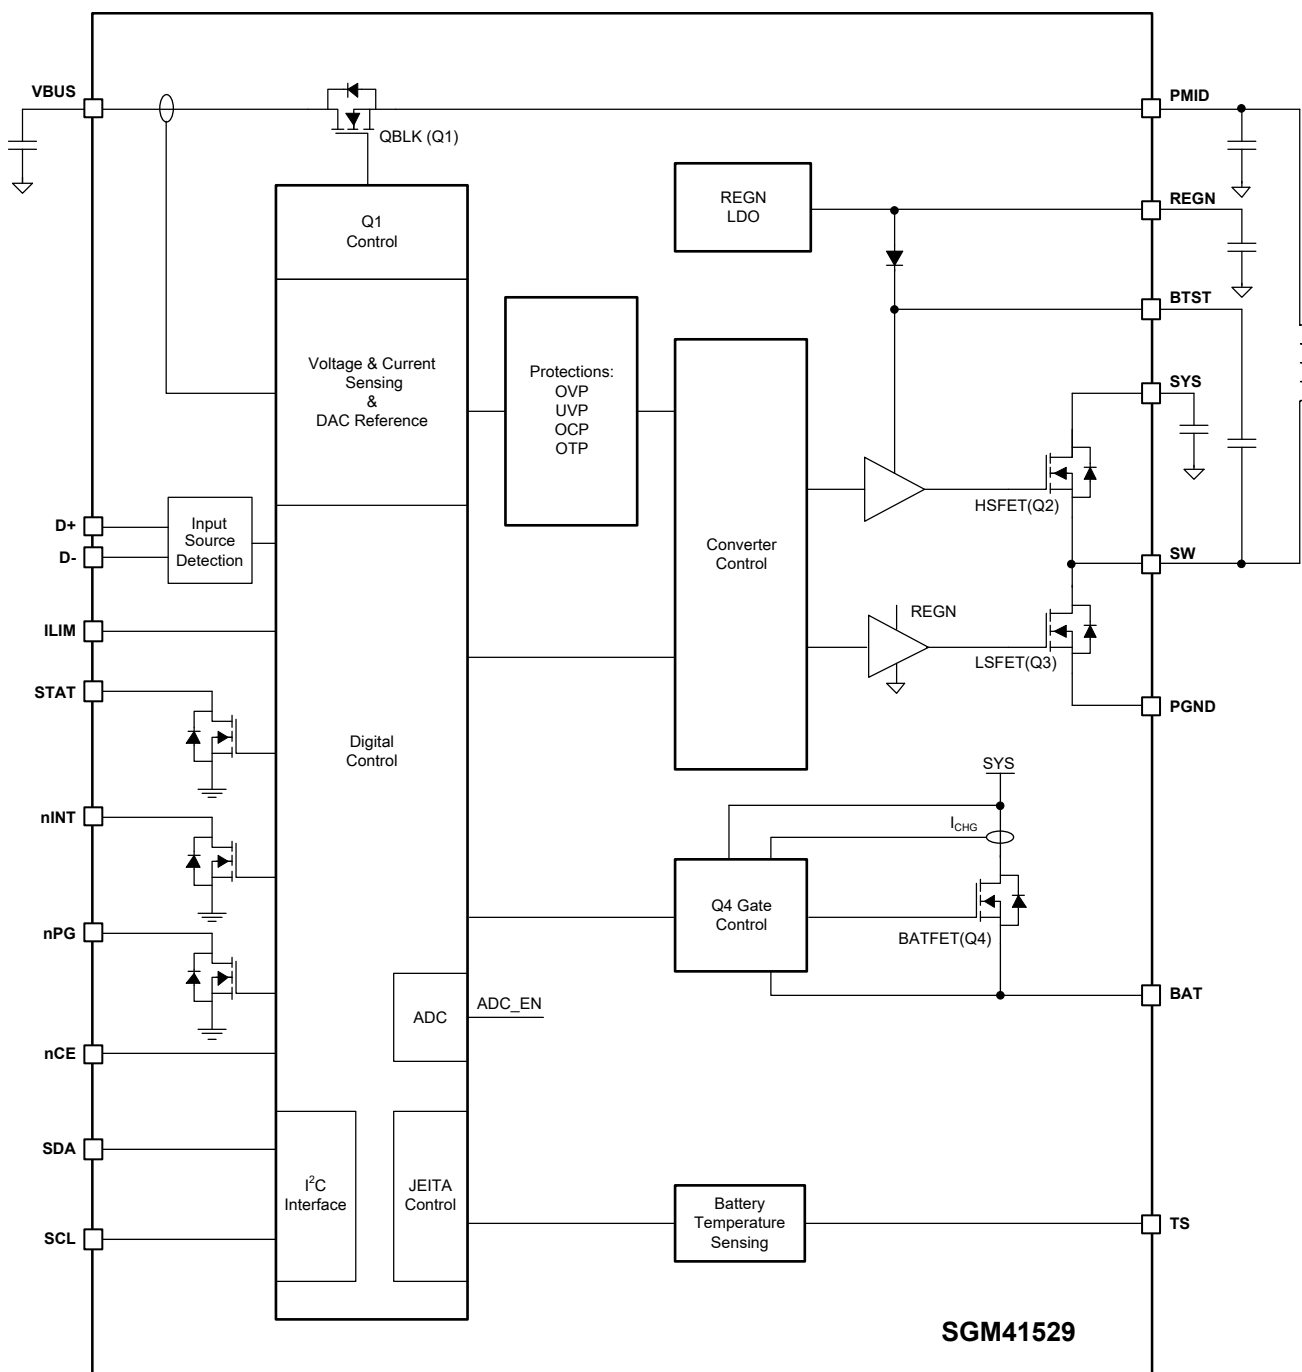 VBUS
PMID
QBLK (Q1)
REGN
LDO
REGN
Q1
Control
BTST
Voltage & Current
Sensing
&
DAC Reference
Protections:
OVP
UVP
OCP
OTP
SYS
HSFET(Q2)
D+
D-
Input
Source
Detection
Converter
Control
SW
ILIM
REGN
LSFET(Q3)
STAT
PGND
Digital
Control
SYS
nINT
I_CHG
Q4 Gate
Control
BATFET(Q4)
nPG
BAT
ADC
ADC_EN
nCE
SDA
I²C
Interface
JEITA
Control
Battery
Temperature
Sensing
TS
SCL
SGM41529